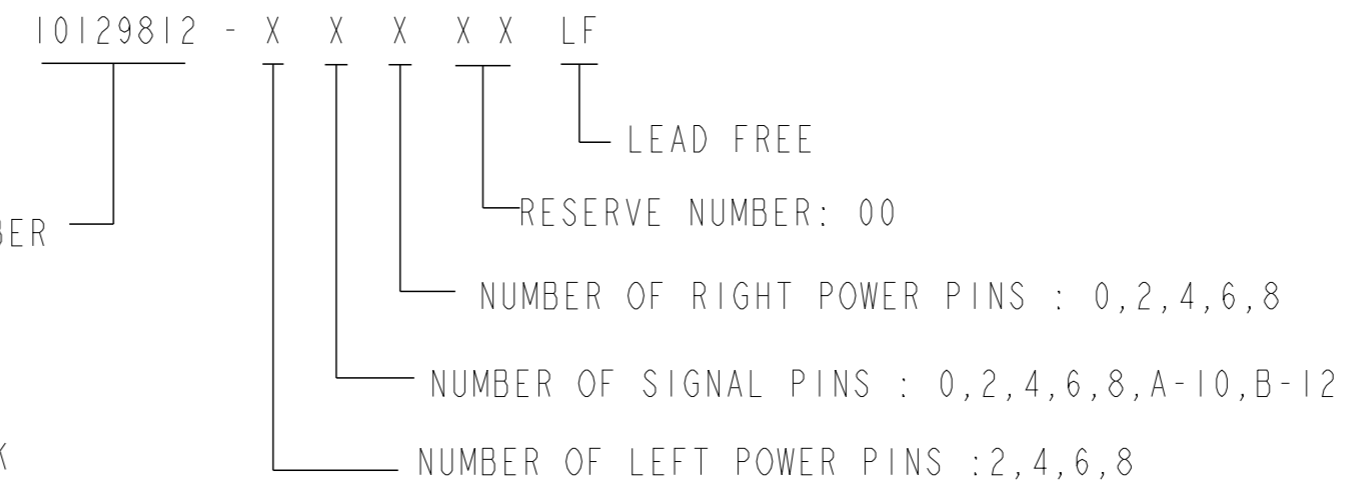 10129812 - X X X X X LF
LEAD FREE
RESERVE NUMBER: 00
BER
NUMBER OF RIGHT POWER PINS : 0,2,4,6,8
NUMBER OF SIGNAL PINS : 0,2,4,6,8,A-10,B-12
K
NUMBER OF LEFT POWER PINS :2,4,6,8